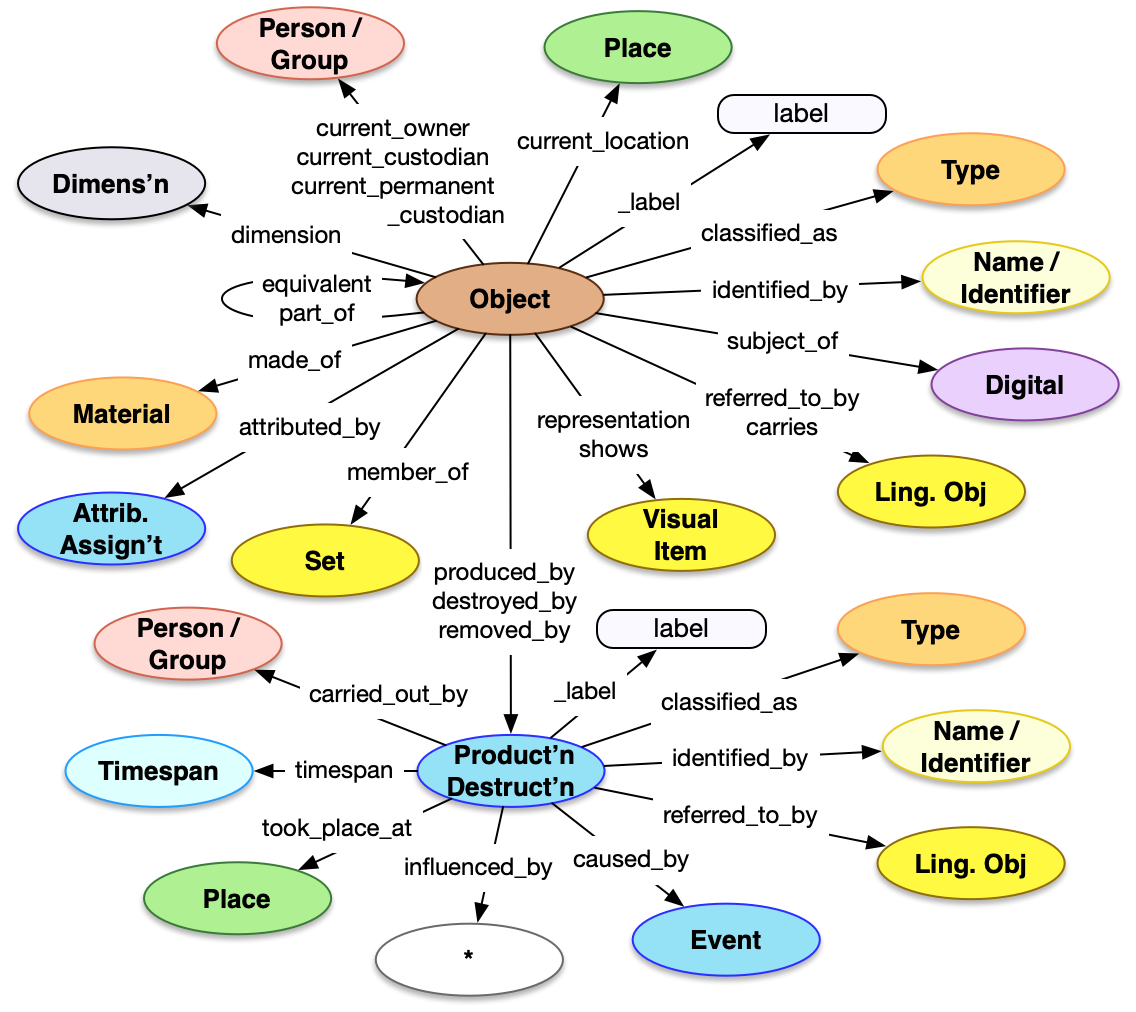 Person /
Group
Place
label
current_owner
current_custodian
current_permanent
_custodian
current_location
Type
Dimens’n
_label
classified_as
dimension
Name /
Identifier
equivalent
part_of
Object
identified_by
subject_of
made_of
Digital
Material
referred_to_by
carries
attributed_by
representation
shows
member_of
Ling. Obj
Attrib.
Assign’t
Visual
Item
Set
produced_by
destroyed_by
removed_by
label
Type
Person /
Group
carried_out_by
_label
classified_as
Name /
Identifier
Timespan
timespan
Product’n
Destruct’n
identified_by
took_place_at
referred_to_by
influenced_by
caused_by
Ling. Obj
Place
Event
*